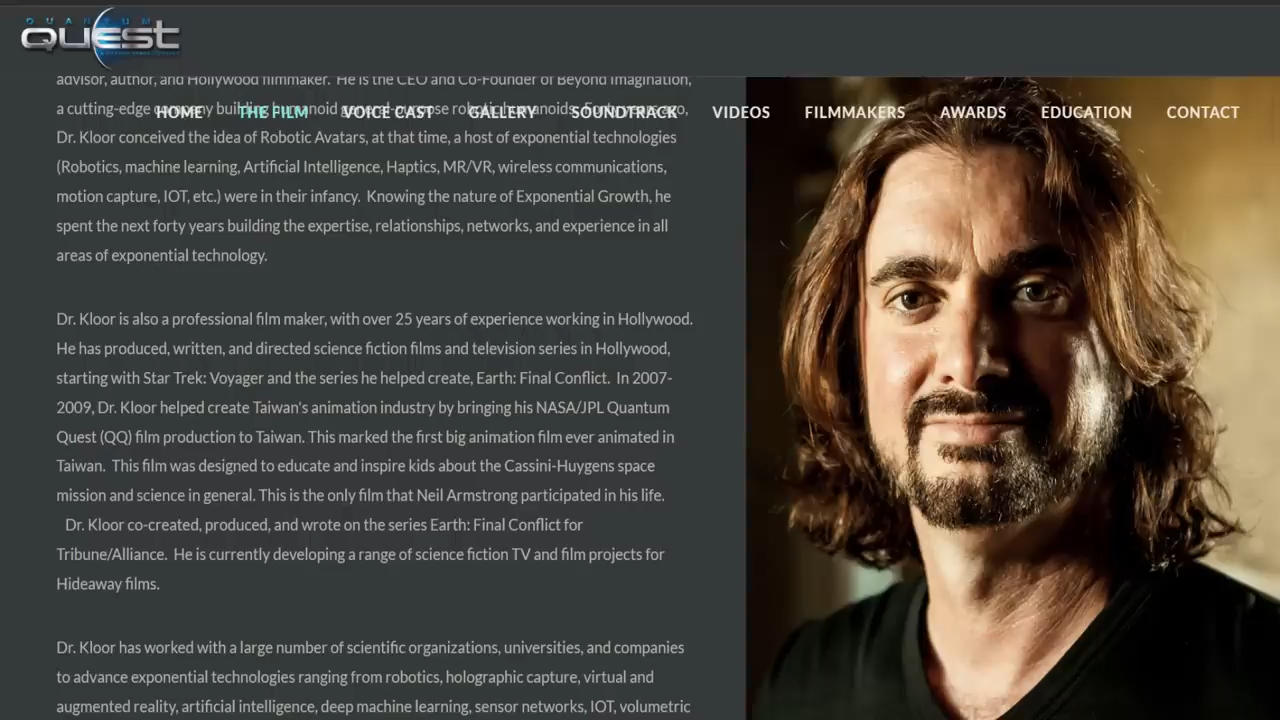 QUANTUM
QUEST
HOME THE FILM VOICE CAST GALLERY SOUNDTRACK VIDEOS FILMMAKERS AWARDS EDUCATION CONTACT
advisor, author, and Hollywood filmmaker. He is the CEO and Co-Founder of Beyond Imagination,
a cutting-edge company building humanoid general-purpose robotic humanoids. Forty years ago,
Dr. Kloor conceived the idea of Robotic Avatars, at that time, a host of exponential technologies
(Robotics, machine learning, Artificial Intelligence, Haptics, MR/VR, wireless communications,
motion capture, IOT, etc.) were in their infancy. Knowing the nature of Exponential Growth, he
spent the next forty years building the expertise, relationships, networks, and experience in all
areas of exponential technology.
Dr. Kloor is also a professional film maker, with over 25 years of experience working in Hollywood.
He has produced, written, and directed science fiction films and television series in Hollywood,
starting with Star Trek: Voyager and the series he helped create, Earth: Final Conflict. In 2007-
2009, Dr. Kloor helped create Taiwan's animation industry by bringing his NASA/JPL Quantum
Quest (QQ) film production to Taiwan. This marked the first big animation film ever animated in
Taiwan. This film was designed to educate and inspire kids about the Cassini-Huygens space
mission and science in general. This is the only film that Neil Armstrong participated in his life.
Dr. Kloor co-created, produced, and wrote on the series Earth: Final Conflict for
Tribune/Alliance. He is currently developing a range of science fiction TV and film projects for
Hideaway films.
Dr. Kloor has worked with a large number of scientific organizations, universities, and companies
to advance exponential technologies ranging from robotics, holographic capture, virtual and
augmented reality, artificial intelligence, deep machine learning, sensor networks, IOT, volumetric